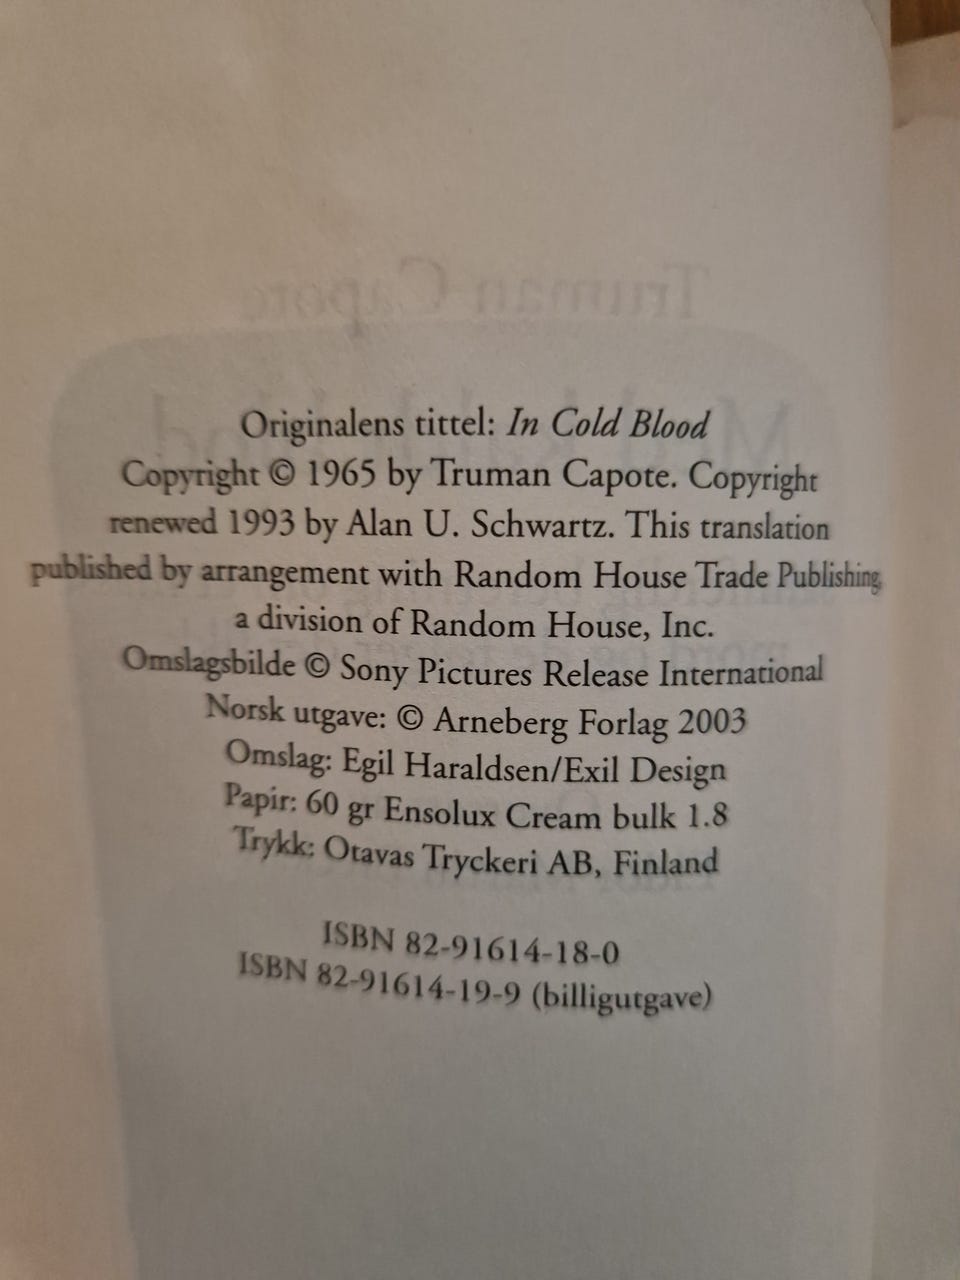 Truman Capote
Originalens tittel: In Cold Blood
Copyright © 1965 by Truman Capote. Copyright
renewed 1993 by Alan U. Schwartz. This translation
published by arrangement with Random House Trade Publishing,
a division of Random House, Inc.
Omslagsbilde © Sony Pictures Release International
Norsk utgave: © Arneberg Forlag 2003
Omslag: Egil Haraldsen/Exil Design
Papir: 60 gr Ensolux Cream bulk 1.8
Trykk: Otavas Tryckeri AB, Finland
ISBN 82-91614-18-0
ISBN 82-91614-19-9 (billigutgave)